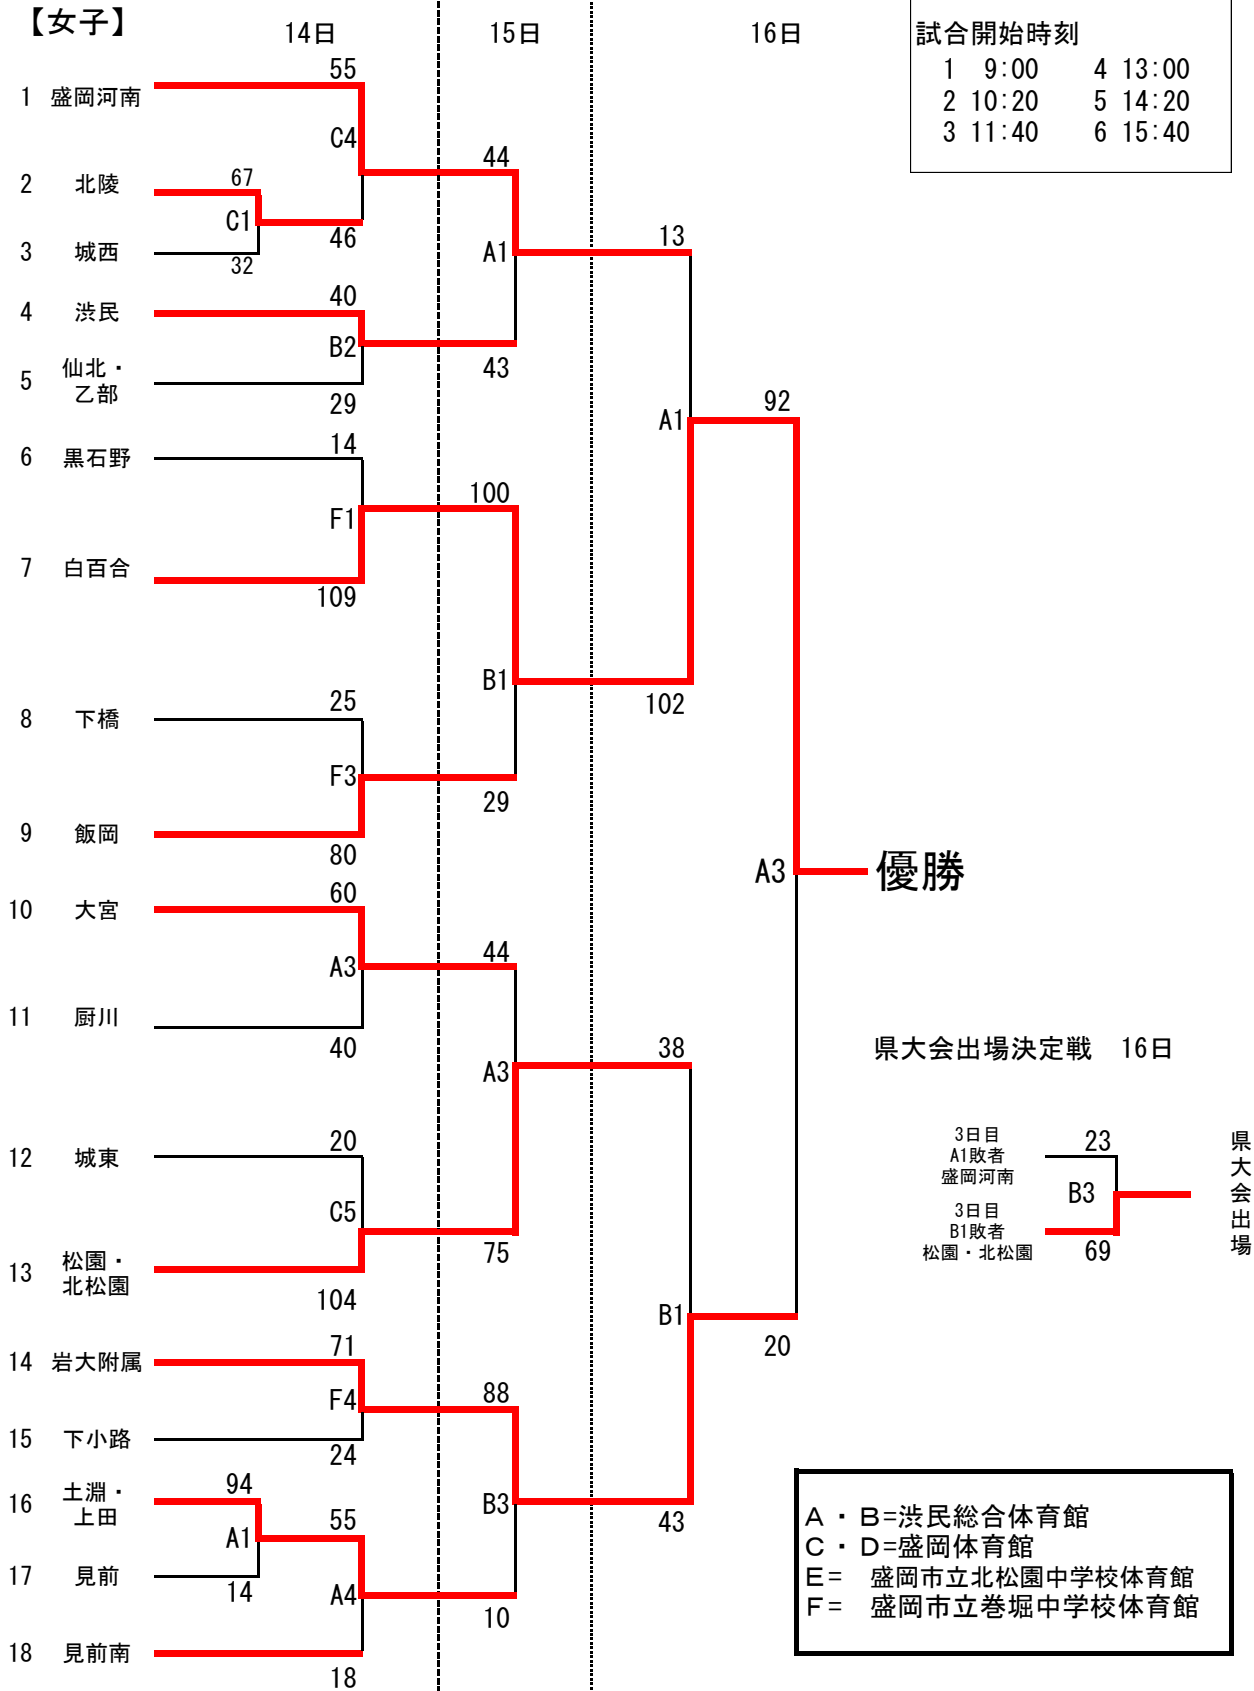 【女子】
14日
15日
16日
試合開始時刻
1 9:00 4 13:00
2 10:20 5 14:20
3 11:40 6 15:40
55
1 盛岡河南
C4
44
2 北陵
67
C1
46
13
3 城西
32
A1
40
4 渋民
B2
43
5 仙北・
乙部
29
92
A1
14
6 黒石野
100
F1
7 白百合
109
B1
102
25
8 下橋
F3
29
9 飯岡
80
A3
優勝
60
10 大宮
44
A3
11 厨川
40
38
県大会出場決定戦 16日
A3
20
12 城東
3日目
A1敗者
盛岡河南
23
県大会出場
B3
C5
3日目
B1敗者
松園・北松園
69
75
13 松園・
北松園
104
B1
20
71
14 岩大附属
88
F4
15 下小路
24
16 土淵・
上田
94
B3
43
55
A1
17 見前
14
A4
10
18 見前南
18
A・B=渋民総合体育館
C・D=盛岡体育館
E= 盛岡市立北松園中学校体育館
F= 盛岡市立巻堀中学校体育館